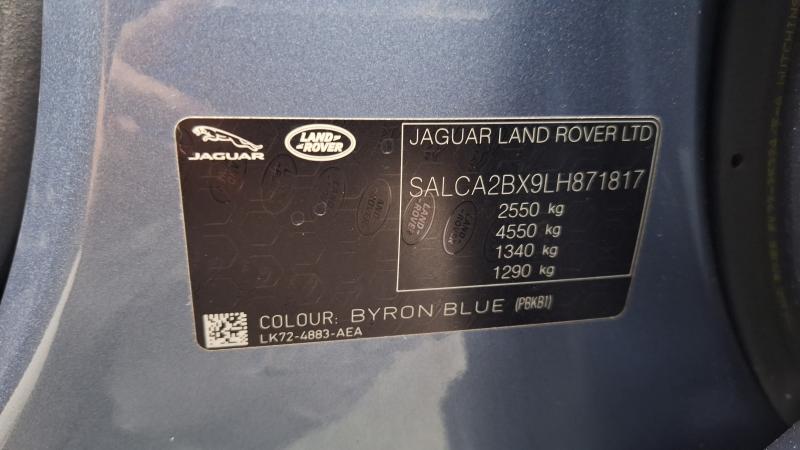 JAGUAR
LAND ROVER
JAGUAR LAND ROVER LTD
SALCA2BX9LH871817
2550 kg
4550 kg
1340 kg
1290 kg
COLOUR: BYRON BLUE (PBKB1)
LK72-4883-AEA